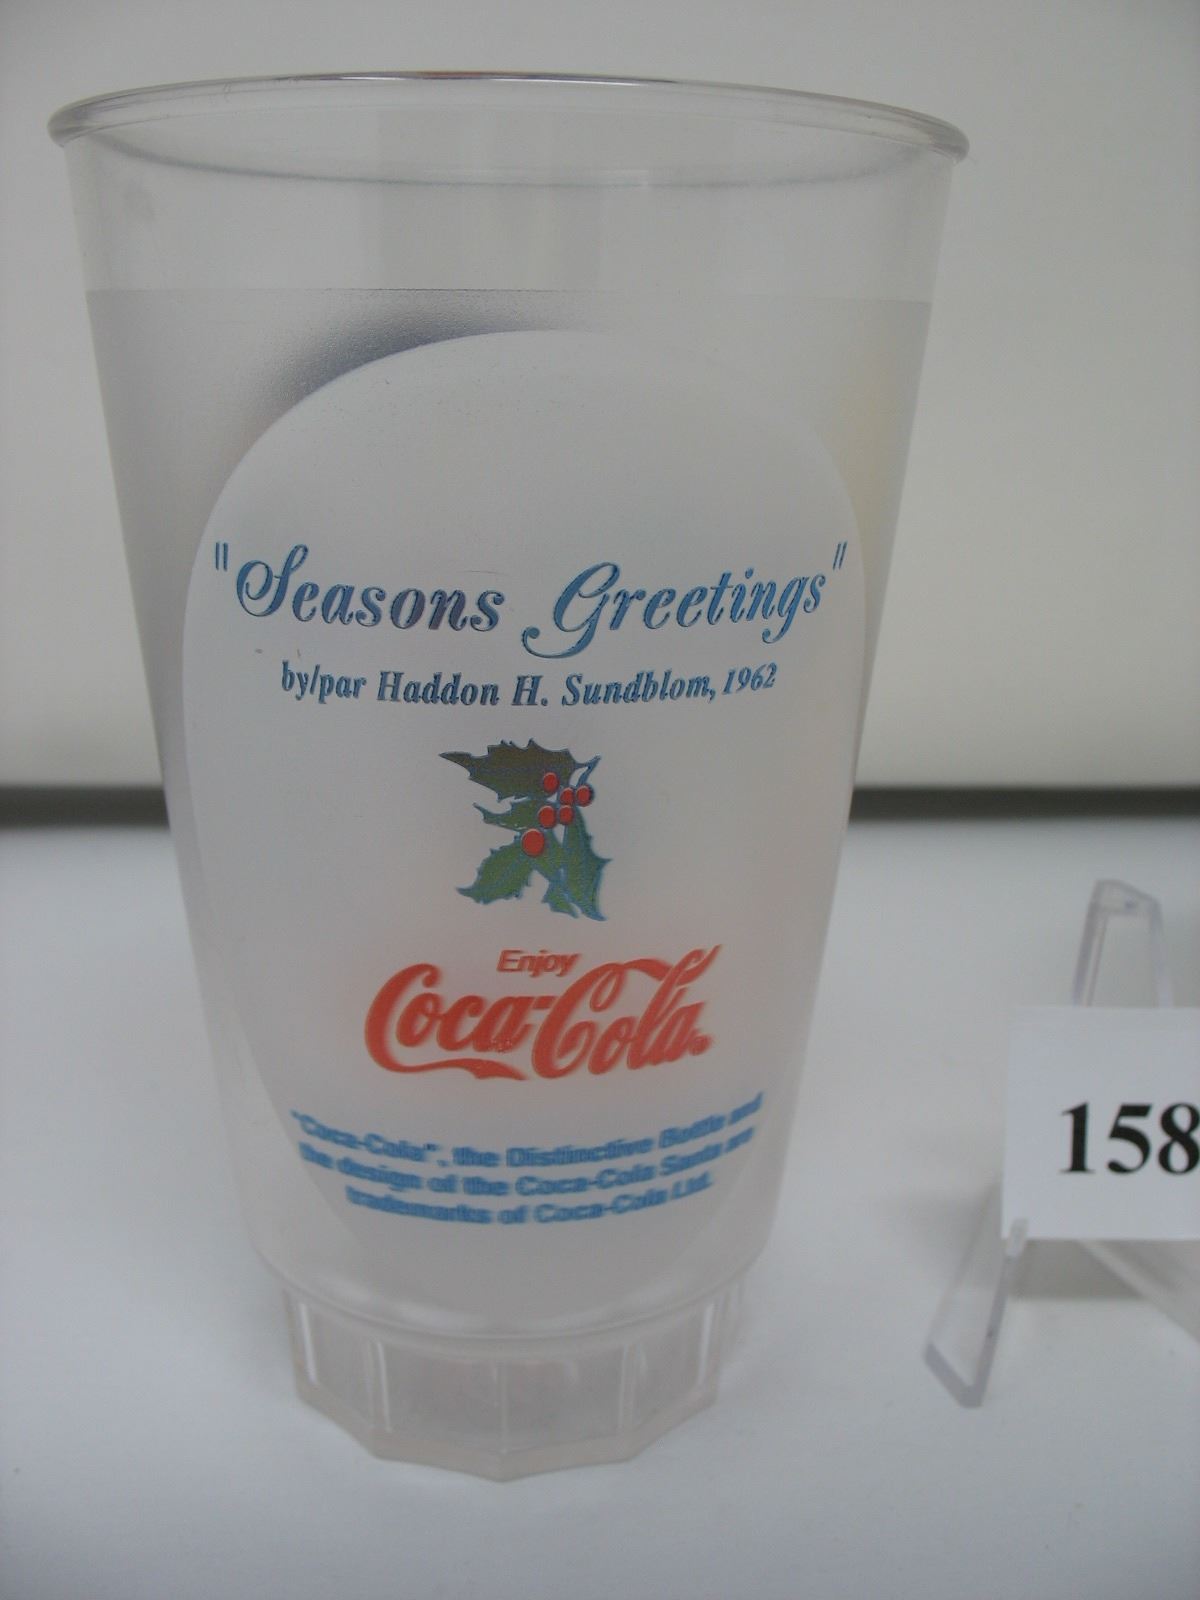 "Seasons Greetings"
by/par Haddon H. Sundblom, 1962
Enjoy
Coca-Cola®
"Coca-Cola", the Distinctive Bottle and
the design of the Coca-Cola Santa are
trademarks of Coca-Cola Ltd.
158